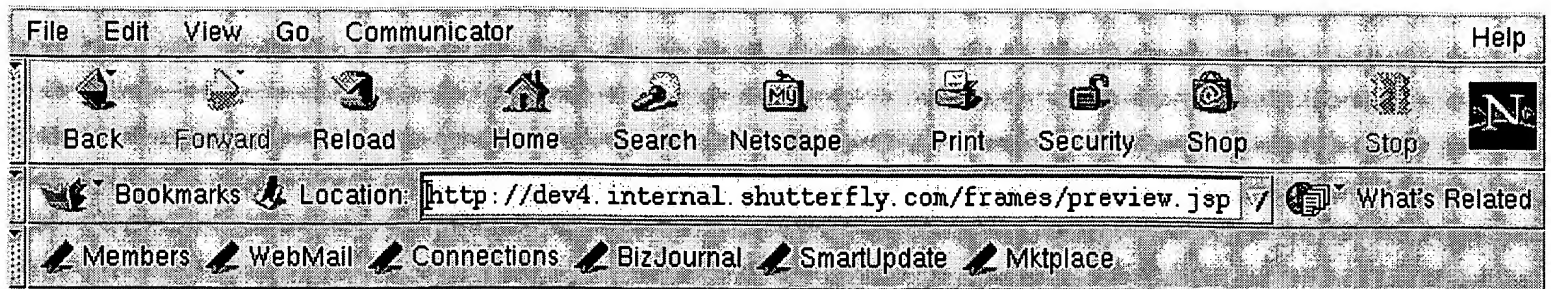 File Edit View Go Communicator Help
My N
Back Forward Reload Home Search Netscape Print Security Shop Stop
Bookmarks Location: http://dev4.internal.shutterfly.com/frames/preview.jsp What's Related
Members WebMail Connections BizJournal SmartUpdate Mktplace